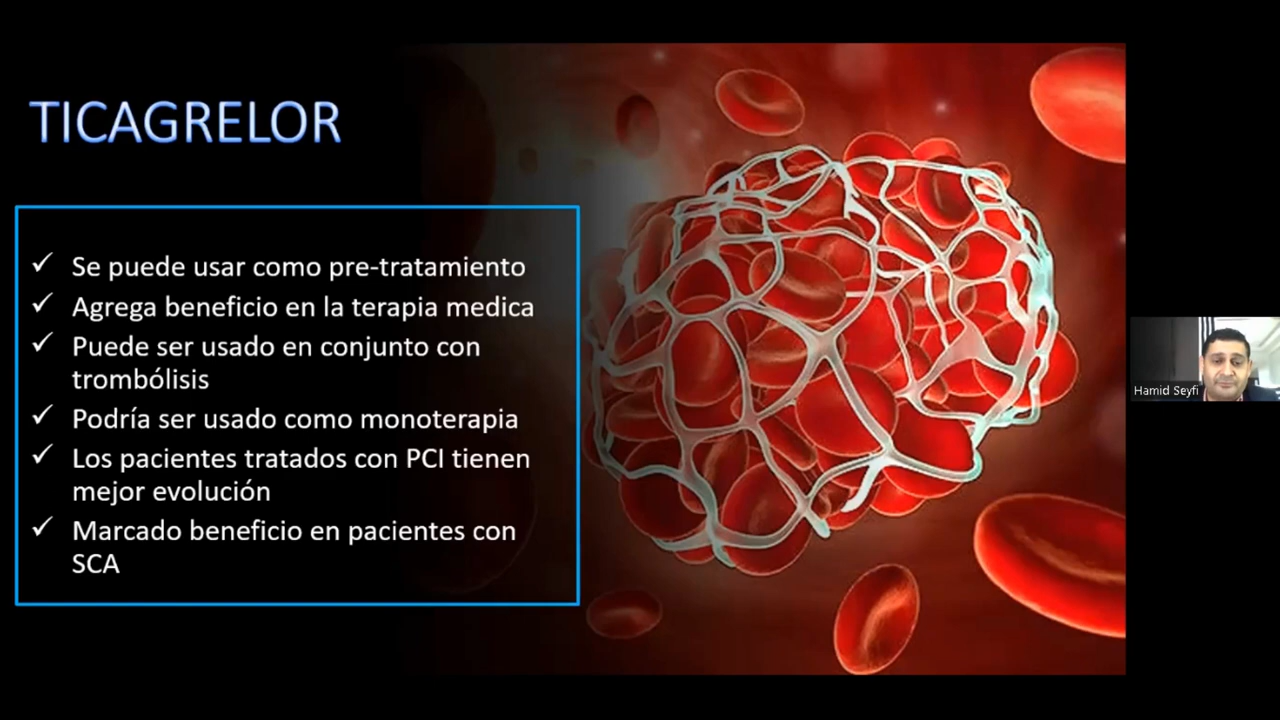 TICAGRELOR
Se puede usar como pre-tratamiento
Agrega beneficio en la terapia medica
Puede ser usado en conjunto con
trombólisis
Podría ser usado como monoterapia
Los pacientes tratados con PCI tienen
mejor evolución
Marcado beneficio en pacientes con
SCA
Hamid Seyfi